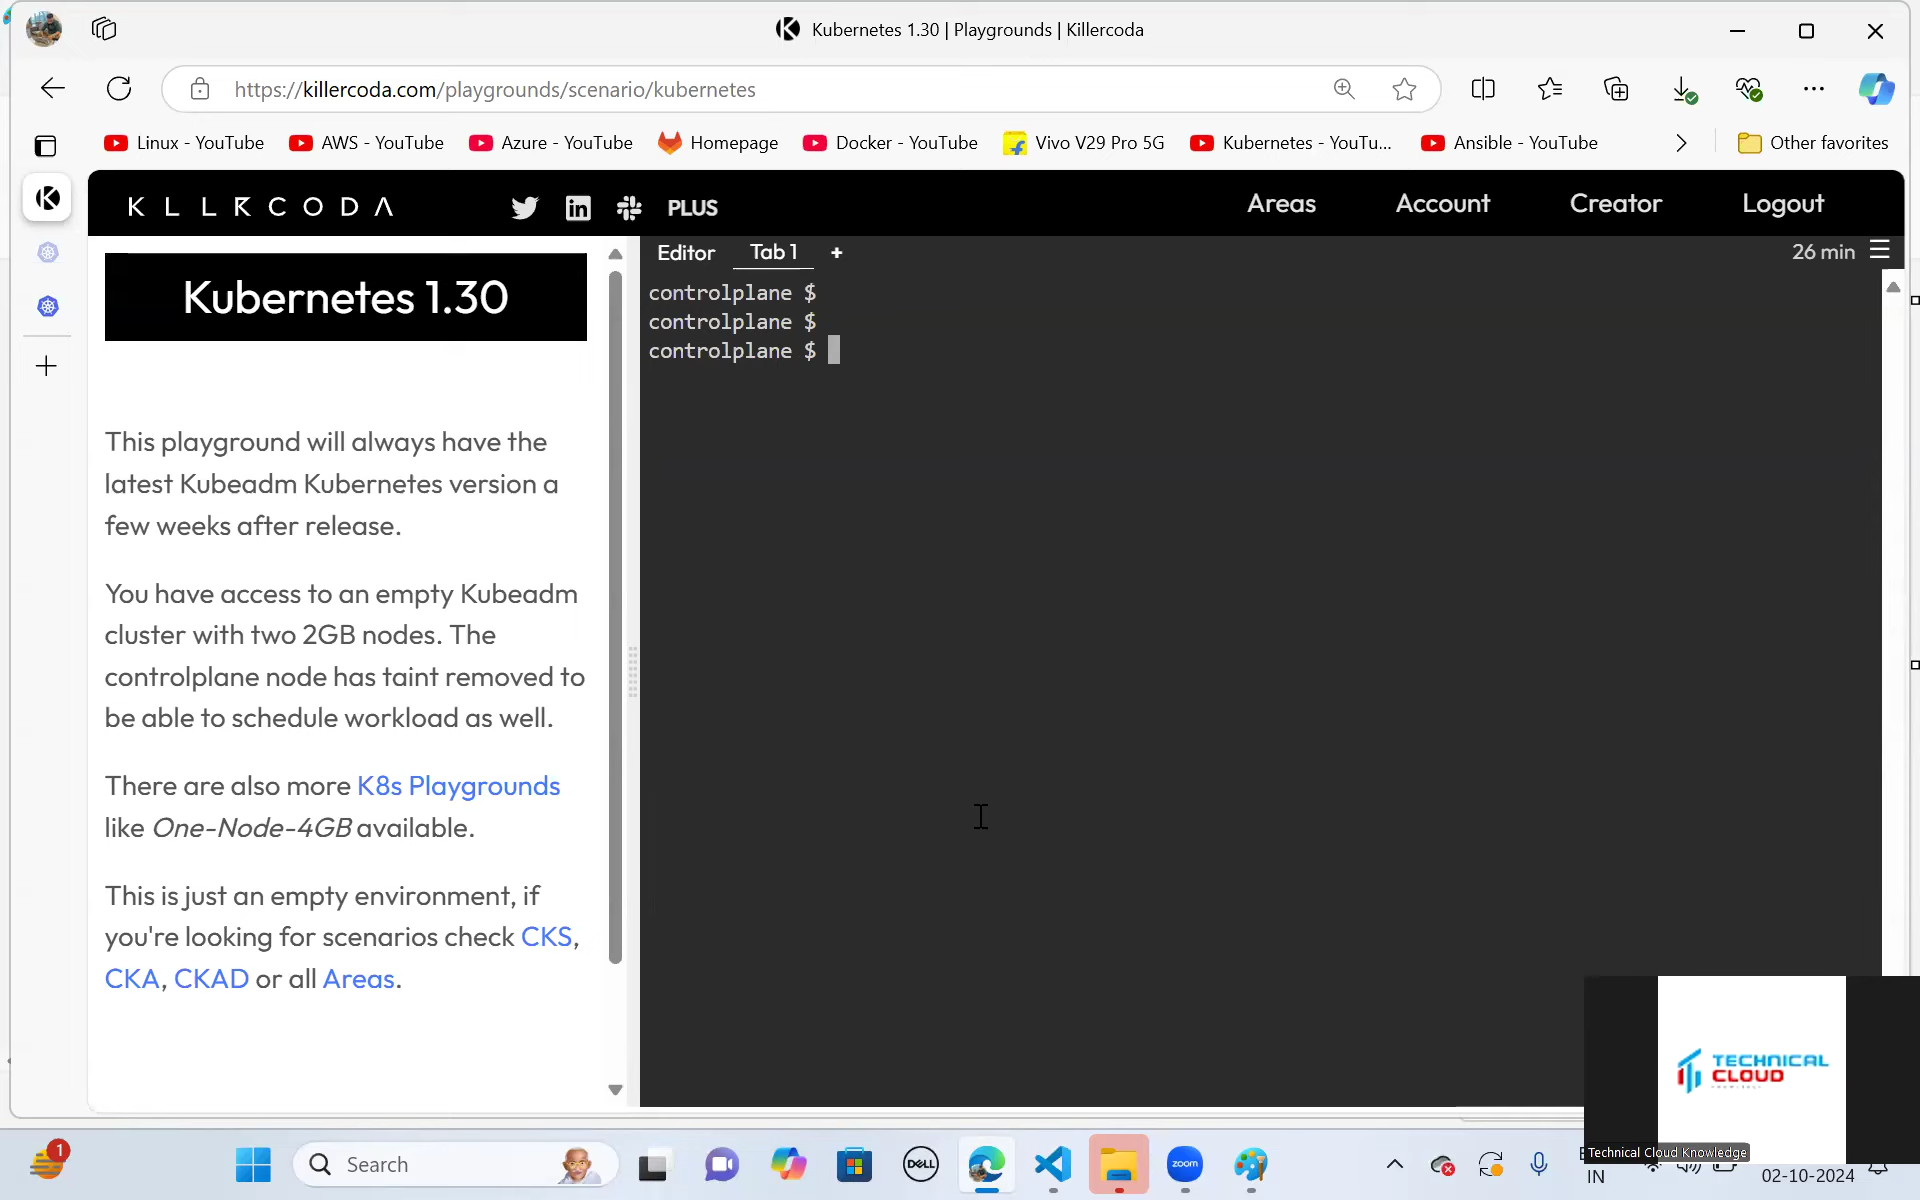 Kubernetes 1.30 | Playgrounds | Killercoda
https://killercoda.com/playgrounds/scenario/kubernetes
Linux - YouTube
AWS - YouTube
Azure - YouTube
Homepage
Docker - YouTube
Vivo V29 Pro 5G
Kubernetes - YouTu...
Ansible - YouTube
Other favorites
KLLRCODA
PLUS
Areas
Account
Creator
Logout
Kubernetes 1.30
This playground will always have the
latest Kubeadm Kubernetes version a
few weeks after release.
You have access to an empty Kubeadm
cluster with two 2GB nodes. The
controlplane node has taint removed to
be able to schedule workload as well.
There are also more K8s Playgrounds
like One-Node-4GB available.
This is just an empty environment, if
you're looking for scenarios check CKS,
CKA, CKAD or all Areas.
Editor
Tab 1
+
26 min
controlplane $
controlplane $
controlplane $
TECHNICAL
CLOUD
Technical Cloud Knowledge
1
Search
DELL
zoom
IN
02-10-2024